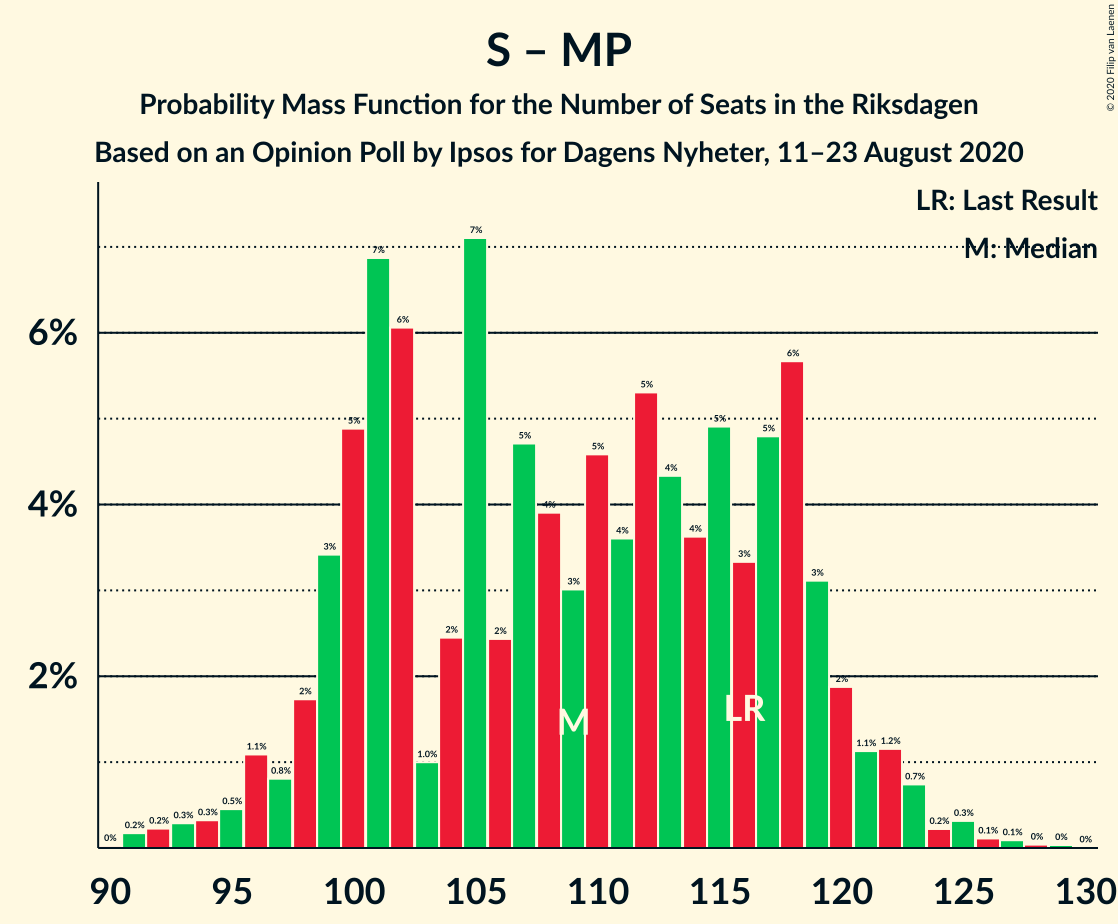 S – MP
Probability Mass Function for the Number of Seats in the Riksdagen
Based on an Opinion Poll by Ipsos for Dagens Nyheter, 11–23 August 2020
© 2020 Filip van Laenen
LR: Last Result
M: Median
6%
4%
2%
0% 0.2% 0.2% 0.3% 0.3% 0.5% 1.1% 0.8% 2% 3% 5% 7% 6% 1.0% 2% 7% 2% 5% 4% 3% 5% 4% 5% 4% 4% 5% 3% 5% 6% 3% 2% 1.1% 1.2% 0.7% 0.2% 0.3% 0.1% 0.1% 0% 0% 0%
M LR
90 95 100 105 110 115 120 125 130